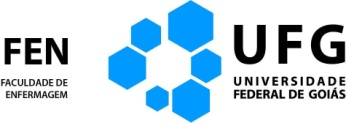 FEN
FACULDADE DE
ENFERMAGEM
UFG
UNIVERSIDADE
FEDERAL DE GOIÁS